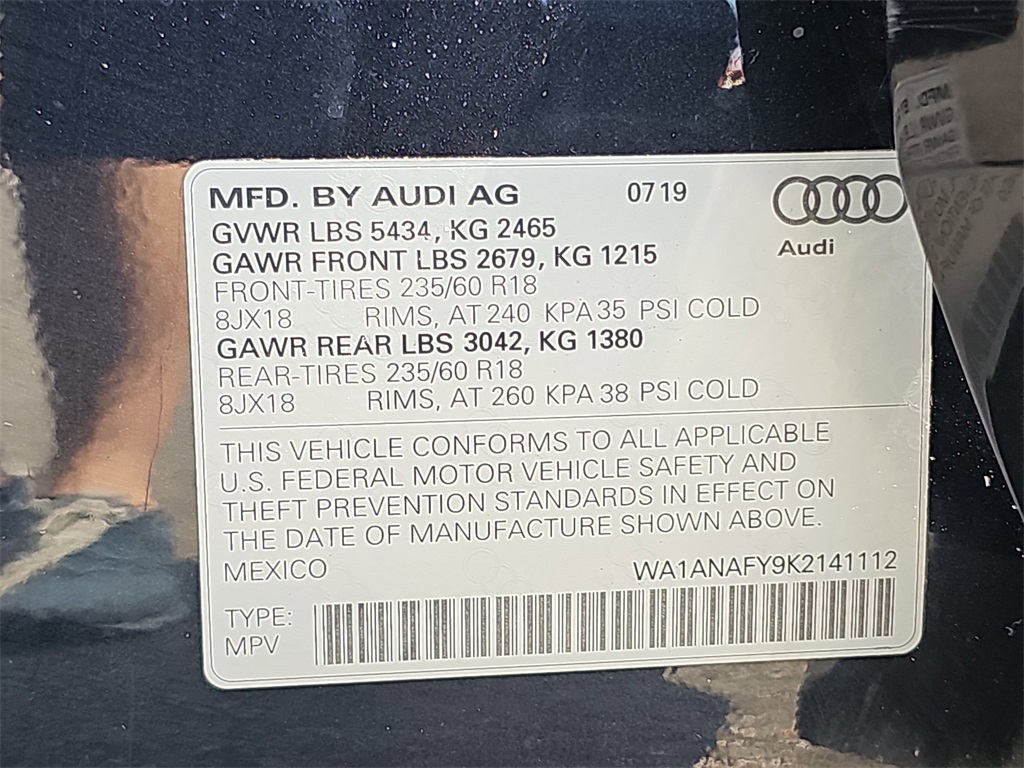 MFD. BY AUDI AG 0719
GVWR LBS 5434, KG 2465
GAWR FRONT LBS 2679, KG 1215
Audi
FRONT-TIRES 235/60 R18
8JX18 RIMS, AT 240 KPA 35 PSI COLD
GAWR REAR LBS 3042, KG 1380
REAR-TIRES 235/60 R18
8JX18 RIMS, AT 260 KPA 38 PSI COLD
THIS VEHICLE CONFORMS TO ALL APPLICABLE
U.S. FEDERAL MOTOR VEHICLE SAFETY AND
THEFT PREVENTION STANDARDS IN EFFECT ON
THE DATE OF MANUFACTURE SHOWN ABOVE.
MEXICO WA1ANAFY9K2141112
TYPE:
MPV